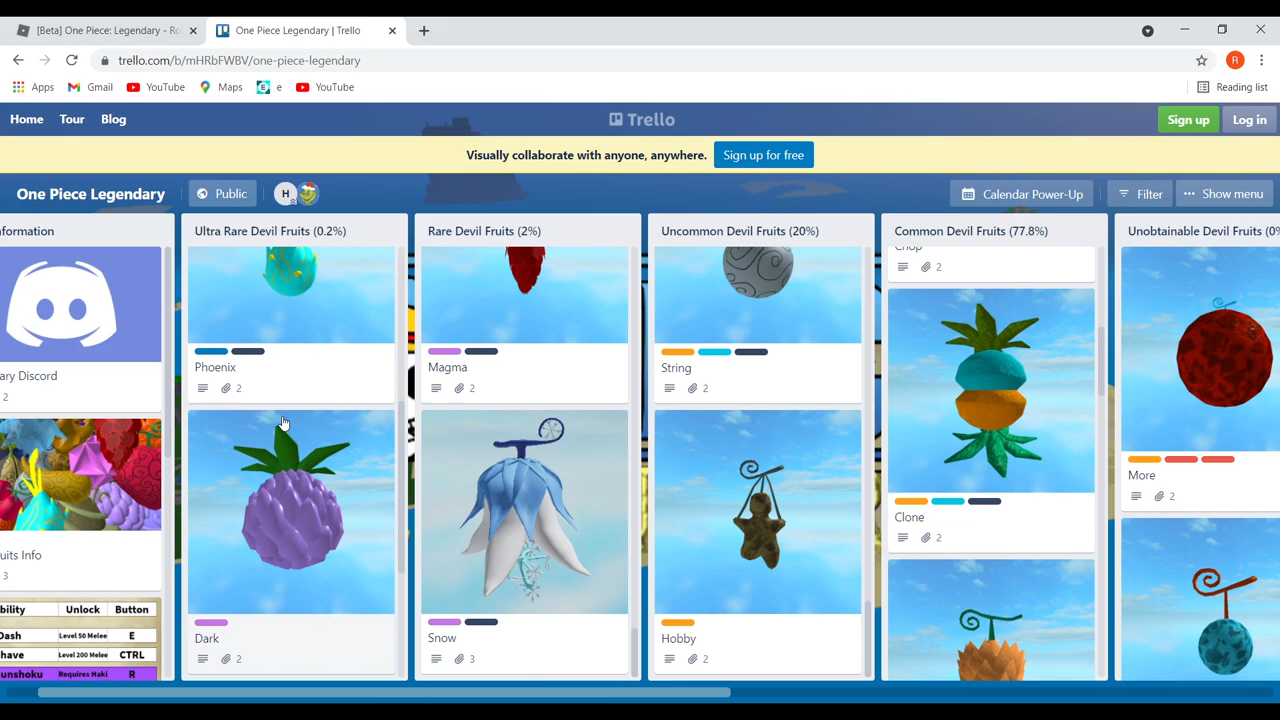 [Beta] One Piece: Legendary - Ro
One Piece Legendary | Trello
trello.com/b/mHRbFWBV/one-piece-legendary
R
Apps
Gmail
YouTube
Maps
e
YouTube
Reading list
Home
Tour
Blog
Trello
Sign up
Log in
Visually collaborate with anyone, anywhere.
Sign up for free
One Piece Legendary
Public
H
Calendar Power-Up
Filter
Show menu
formation
ary Discord
2
uits Info
3
bility Unlock Button
Dash Level 50 Melee E
have Level 200 Melee CTRL
unshoku Requires Haki R
Ultra Rare Devil Fruits (0.2%)
Phoenix
2
Dark
2
Rare Devil Fruits (2%)
Magma
2
Snow
3
Uncommon Devil Fruits (20%)
String
2
Hobby
2
Common Devil Fruits (77.8%)
Chop
2
Clone
2
Unobtainable Devil Fruits (0%
More
2